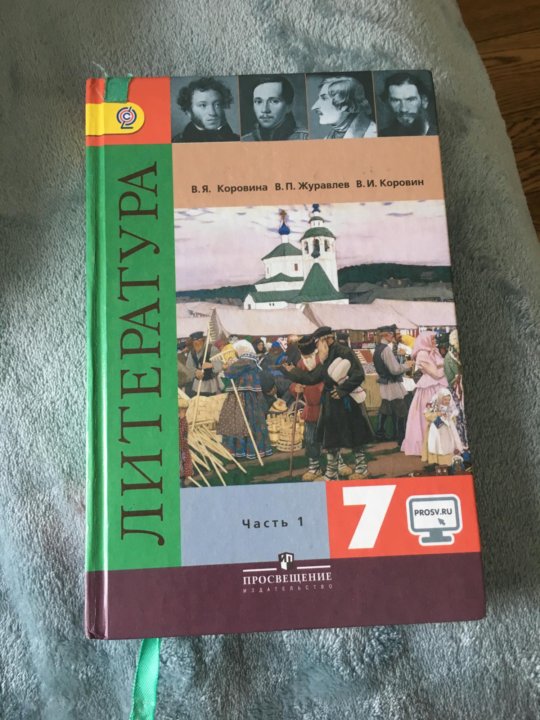 В.Я. Коровина В.П. Журавлев В.И. Коровин
ЛИТЕРАТУРА
Часть 1
7
PROSV.RU
ПРОСВЕЩЕНИЕ
ИЗДАТЕЛЬСТВО